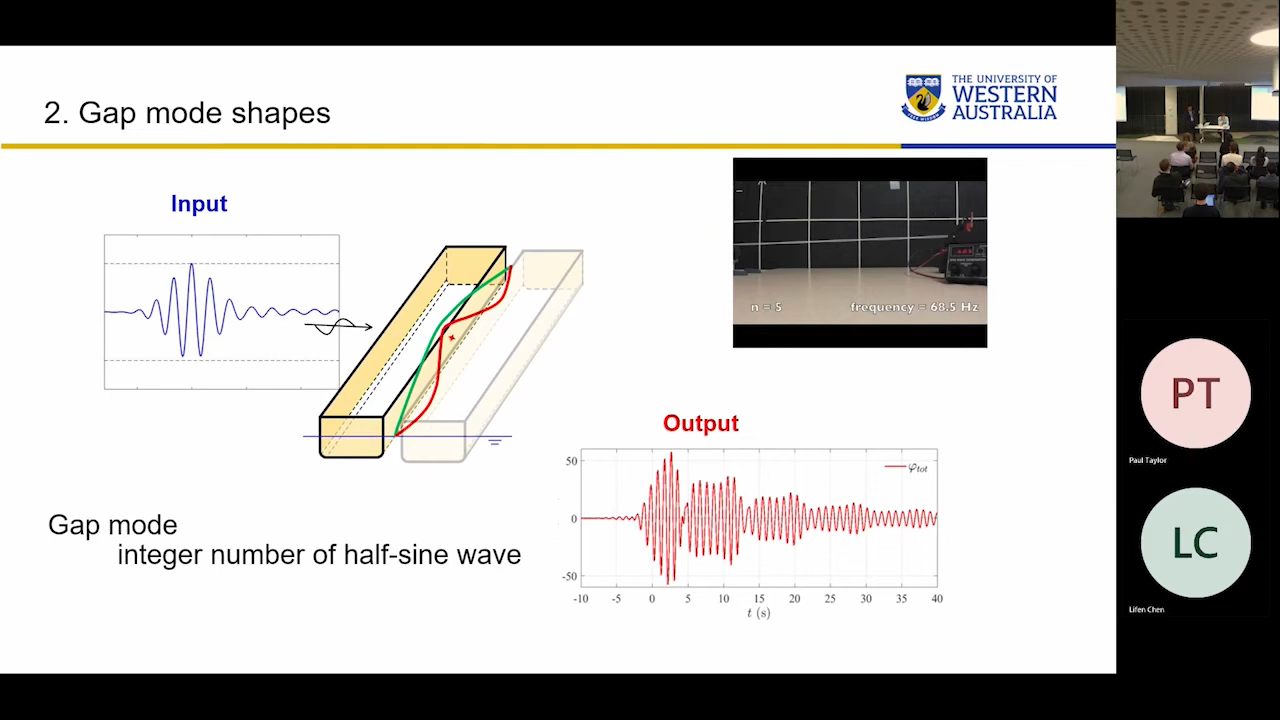 2. Gap mode shapes
THE UNIVERSITY OF
WESTERN
AUSTRALIA
Input
n = 5
frequency = 68.5 Hz
Output
50
0
-50
φtot
-10 -5 0 5 10 15 20 25 30 35 40
t (s)
Gap mode
integer number of half-sine wave
PT
Paul Taylor
LC
Lifen Chen